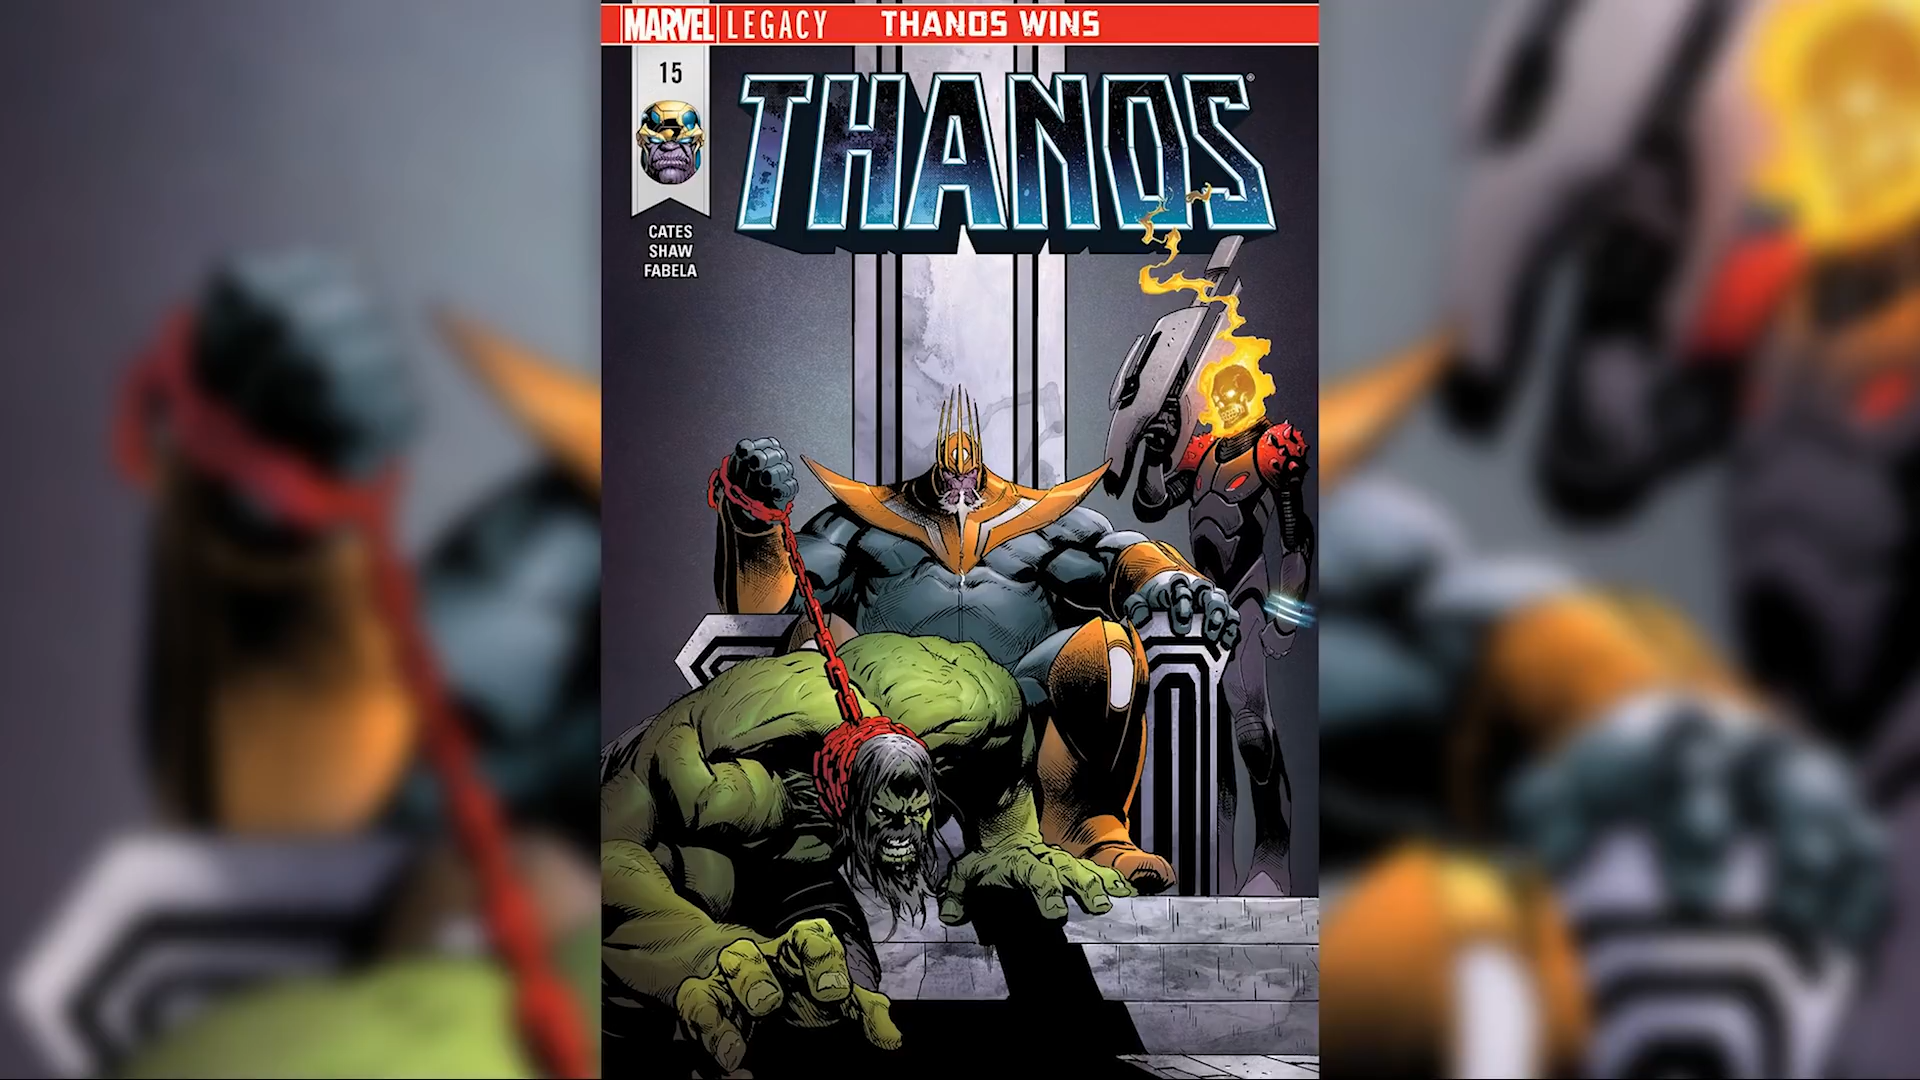 MARVEL LEGACY THANOS WINS
15
THANOS®
CATES
SHAW
FABELA